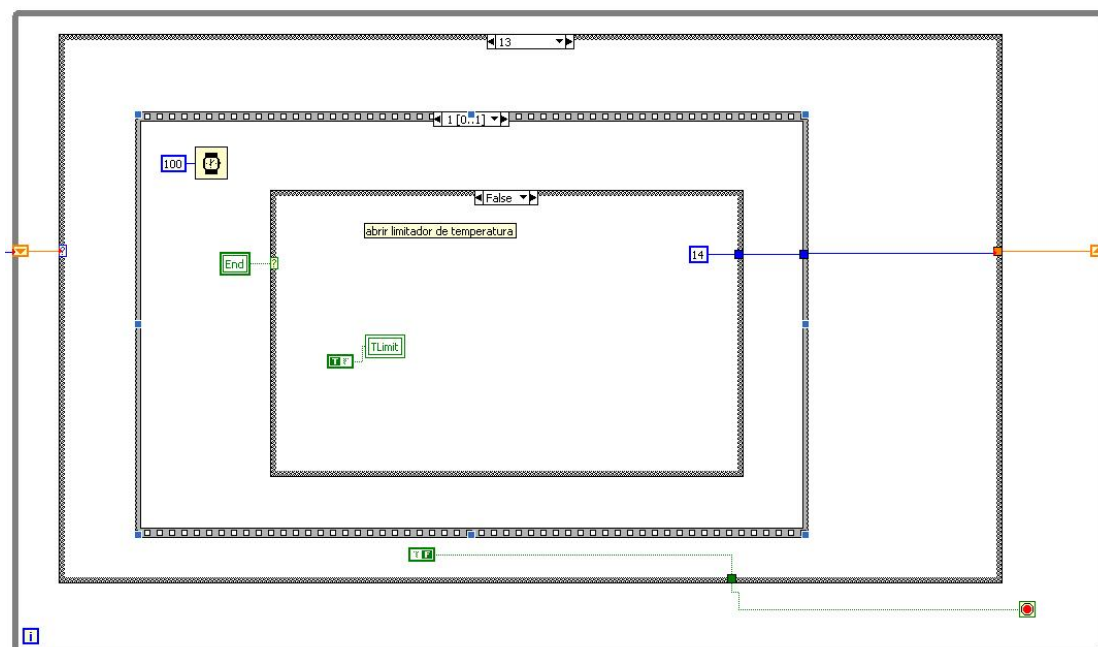 13
1 [0..1]
100
False
abrir limitador de temperatura
?
14
End
?
TLimit
T F
T F
i